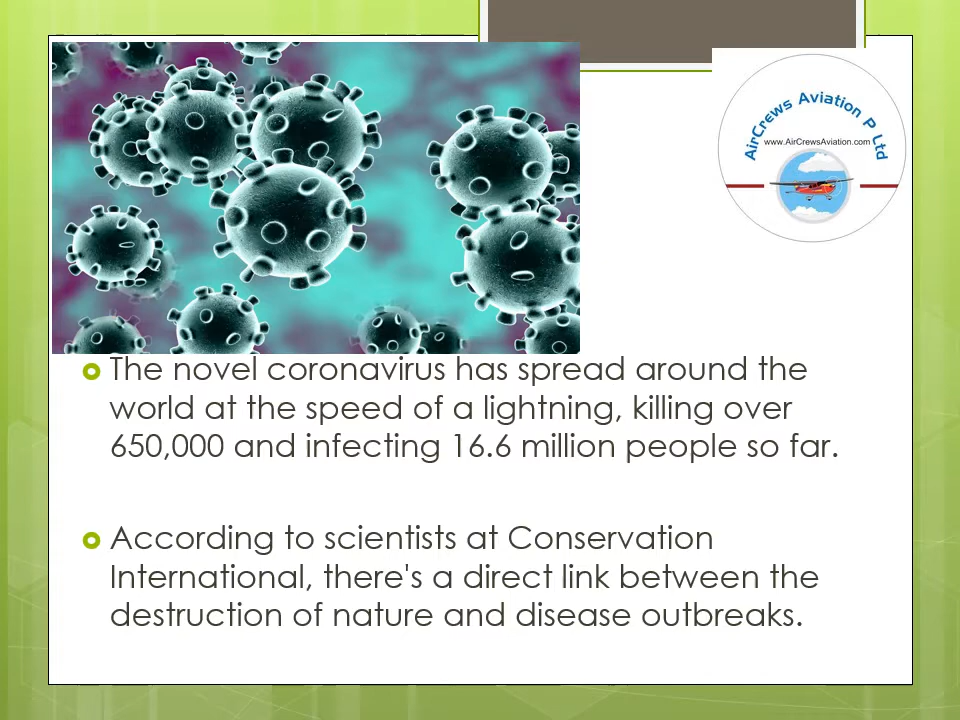 AirCrews Aviation P Ltd
www.AirCrewsAviation.com
The novel coronavirus has spread around the
world at the speed of a lightning, killing over
650,000 and infecting 16.6 million people so far.
According to scientists at Conservation
International, there's a direct link between the
destruction of nature and disease outbreaks.